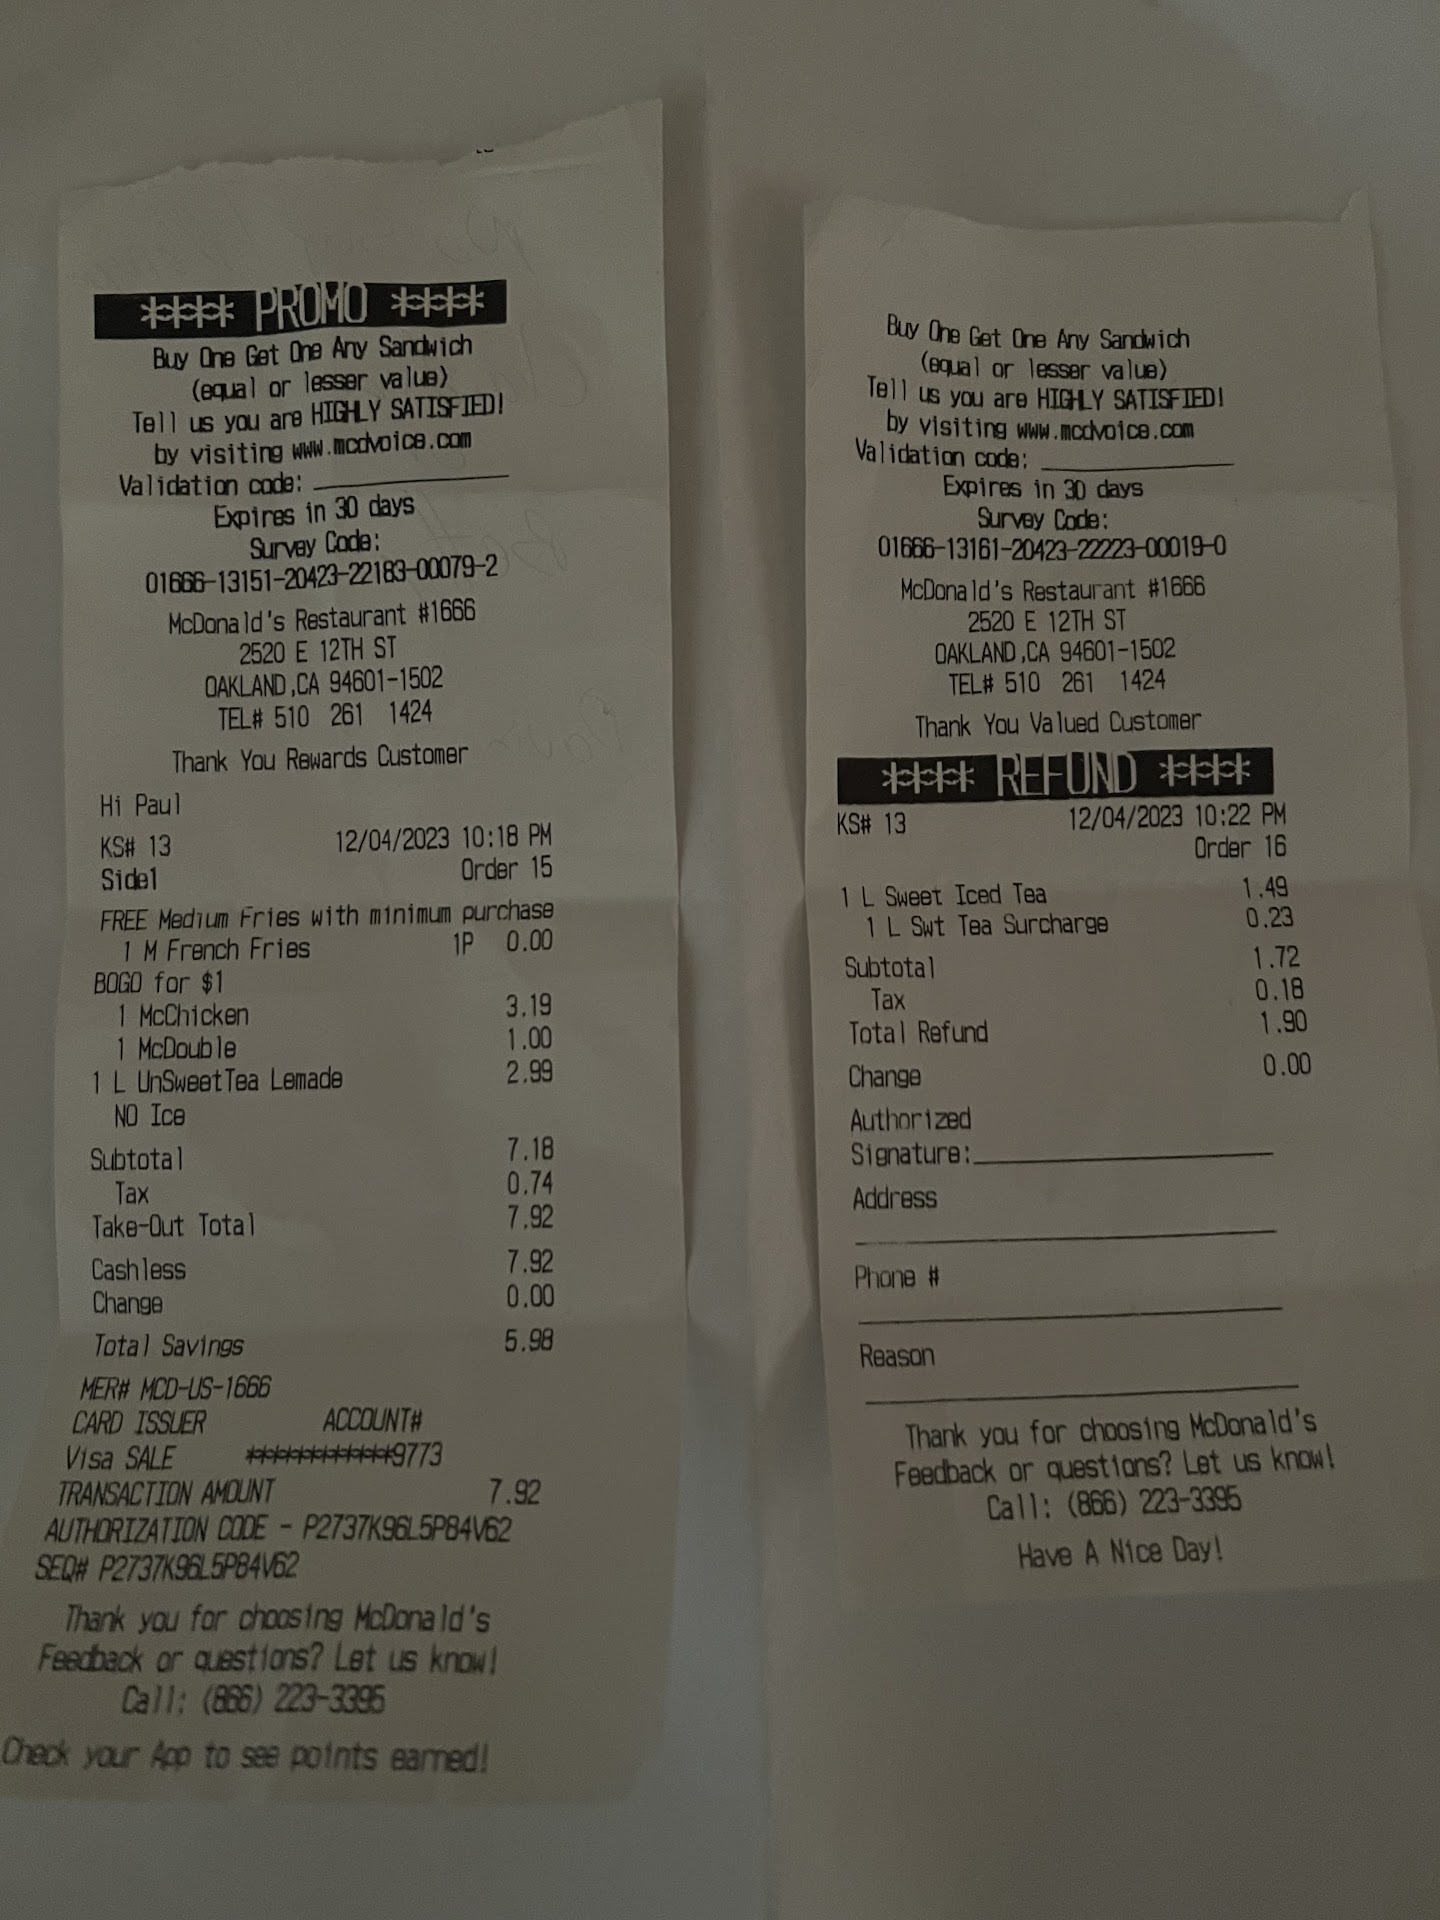 **** PROMO ****
Buy One Get One Any Sandwich
(equal or lesser value)
Tell us you are HIGHLY SATISFIED!
by visiting www.mcdvoice.com
Validation code: ____________
Expires in 30 days
Survey Code:
01666-13151-20423-22183-00079-2
McDonald's Restaurant #1666
2520 E 12TH ST
OAKLAND,CA 94601-1502
TEL# 510 261 1424
Thank You Rewards Customer
Hi Paul
KS# 13 12/04/2023 10:18 PM
Side1 Order 15
FREE Medium Fries with minimum purchase
1 M French Fries 1P 0.00
BOGO for $1
1 McChicken 3.19
1 McDouble 1.00
1 L UnSweetTea Lemade 2.99
NO Ice
Subtotal 7.18
Tax 0.74
Take-Out Total 7.92
Cashless 7.92
Change 0.00
Total Savings 5.98
MER# MCD-US-1666
CARD ISSUER ACCOUNT#
Visa SALE ************9773
TRANSACTION AMOUNT 7.92
AUTHORIZATION CODE - P2737K96L5P84V62
SEQ# P2737K96L5P84V62
Thank you for choosing McDonald's
Feedback or questions? Let us know!
Call: (866) 223-3395
Check your App to see points earned!
Buy One Get One Any Sandwich
(equal or lesser value)
Tell us you are HIGHLY SATISFIED!
by visiting www.mcdvoice.com
Validation code: ____________
Expires in 30 days
Survey Code:
01666-13161-20423-22223-00019-0
McDonald's Restaurant #1666
2520 E 12TH ST
OAKLAND,CA 94601-1502
TEL# 510 261 1424
Thank You Valued Customer
**** REFUND ****
KS# 13 12/04/2023 10:22 PM
Order 16
1 L Sweet Iced Tea 1.49
1 L Swt Tea Surcharge 0.23
Subtotal 1.72
Tax 0.18
Total Refund 1.90
Change 0.00
Authorized
Signature:____________
Address
Phone #
Reason
Thank you for choosing McDonald's
Feedback or questions? Let us know!
Call: (866) 223-3395
Have A Nice Day!